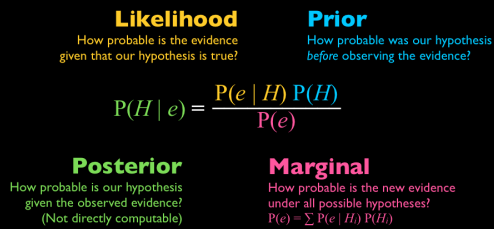 Likelihood
How probable is the evidence
given that our hypothesis is true?
Prior
How probable was our hypothesis
before observing the evidence?
P(H | e) = P(e | H) P(H)
P(e)
Posterior
How probable is our hypothesis
given the observed evidence?
(Not directly computable)
Marginal
How probable is the new evidence
under all possible hypotheses?
P(e) = ∑ P(e | Hᵢ) P(Hᵢ)